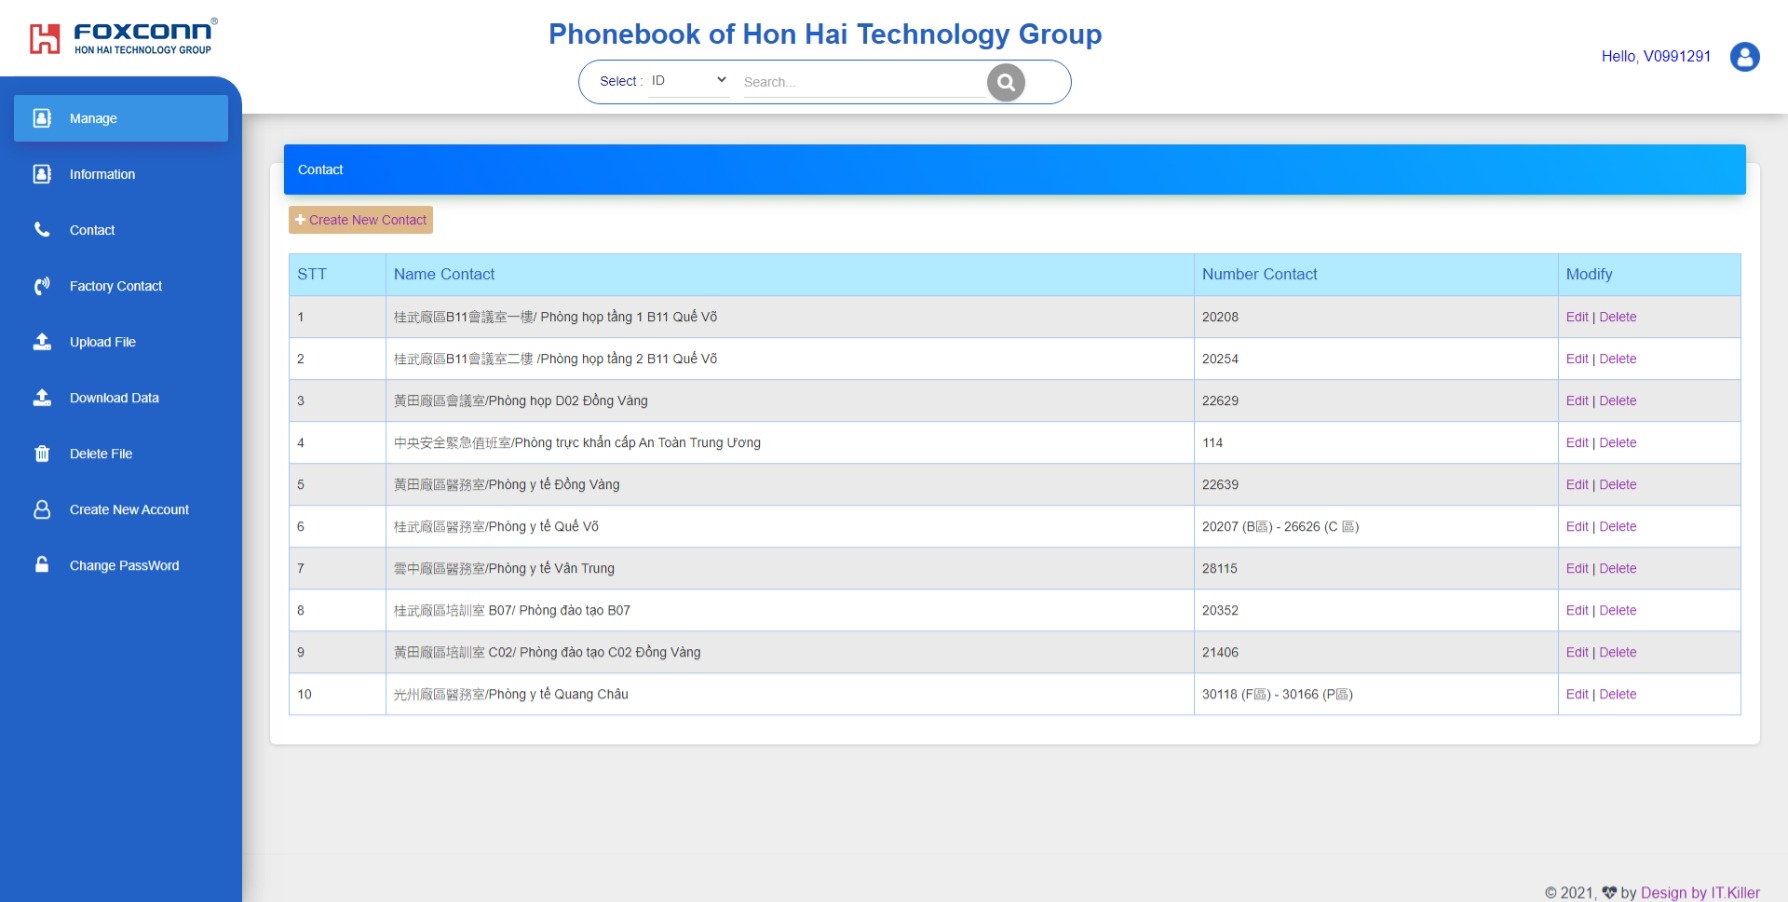 FOXCONN®
HON HAI TECHNOLOGY GROUP
Phonebook of Hon Hai Technology Group
Select : ID Search...
Hello, V0991291
Manage
Information
Contact
Factory Contact
Upload File
Download Data
Delete File
Create New Account
Change PassWord
Contact
+ Create New Contact
STT Name Contact Number Contact Modify
1 桂武廠區B11會議室一樓/ Phòng họp tầng 1 B11 Quế Võ 20208 Edit | Delete
2 桂武廠區B11會議室二樓 /Phòng họp tầng 2 B11 Quế Võ 20254 Edit | Delete
3 黃田廠區會議室/Phòng họp D02 Đồng Vàng 22629 Edit | Delete
4 中央安全緊急值班室/Phòng trực khẩn cấp An Toàn Trung Ương 114 Edit | Delete
5 黃田廠區醫務室/Phòng y tế Đồng Vàng 22639 Edit | Delete
6 桂武廠區醫務室/Phòng y tế Quế Võ 20207 (B區) - 26626 (C 區) Edit | Delete
7 雲中廠區醫務室/Phòng y tế Vân Trung 28115 Edit | Delete
8 桂武廠區培訓室 B07/ Phòng đào tạo B07 20352 Edit | Delete
9 黃田廠區培訓室 C02/ Phòng đào tạo C02 Đồng Vàng 21406 Edit | Delete
10 光州廠區醫務室/Phòng y tế Quang Châu 30118 (F區) - 30166 (P區) Edit | Delete
© 2021, by Design by IT.Killer